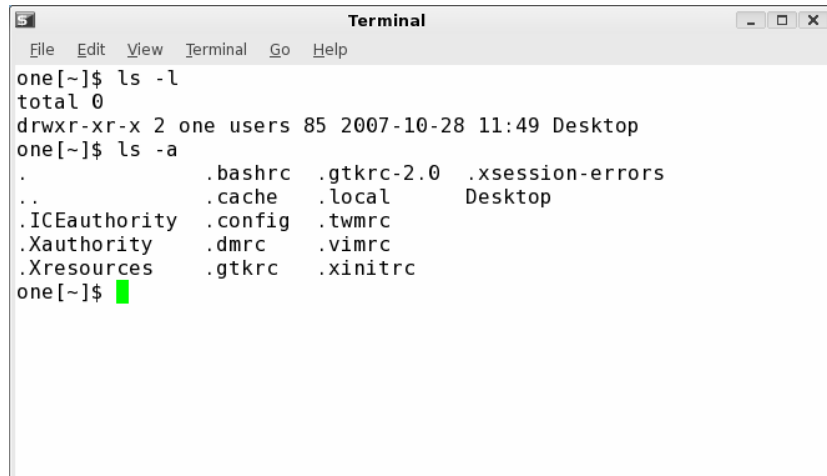 Terminal
File Edit View Terminal Go Help
one[~]$ ls -l
total 0
drwxr-xr-x 2 one users 85 2007-10-28 11:49 Desktop
one[~]$ ls -a
. .bashrc .gtkrc-2.0 .xsession-errors
.. .cache .local Desktop
.ICEauthority .config .twmrc
.Xauthority .dmrc .vimrc
.Xresources .gtkrc .xinitrc
one[~]$